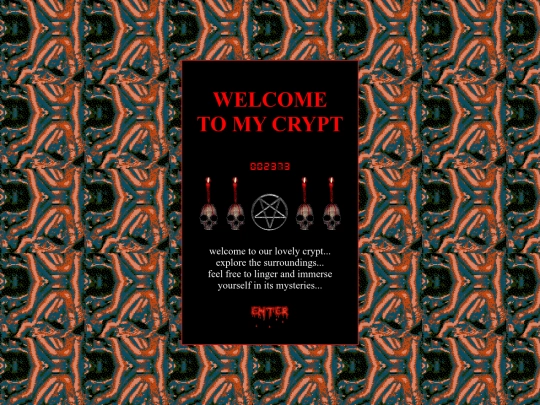 WELCOME
TO MY CRYPT
002373
welcome to our lovely crypt...
explore the surroundings...
feel free to linger and immerse
yourself in its mysteries...
ENTER